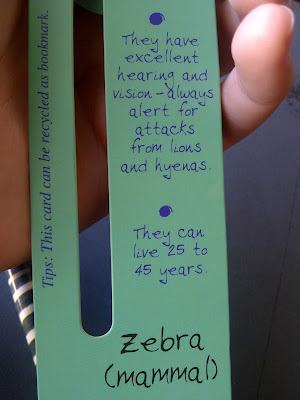 Tips: This card can be recycled as bookmark.
They have
excellent
hearing and
vision - always
alert for
attacks
from lions
and hyenas.
They can
live 25 to
45 years.
Zebra
(mammal)